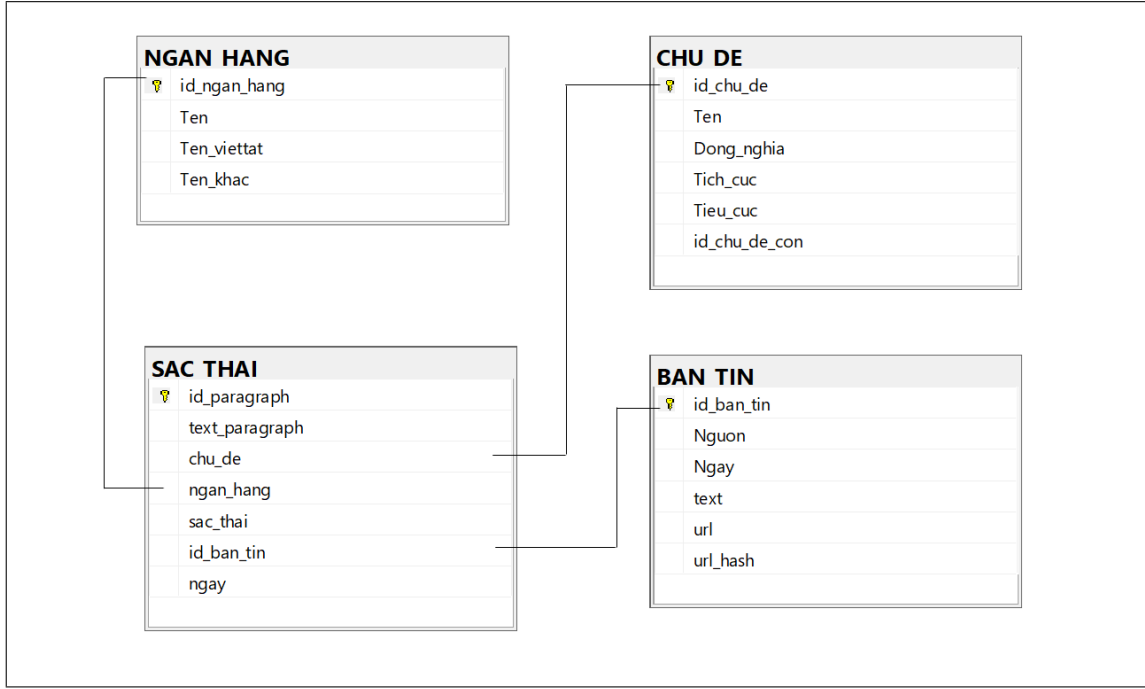 NGAN HANG
id_ngan_hang
Ten
Ten_viettat
Ten_khac
CHU DE
id_chu_de
Ten
Dong_nghia
Tich_cuc
Tieu_cuc
id_chu_de_con
SAC THAI
id_paragraph
text_paragraph
chu_de
ngan_hang
sac_thai
id_ban_tin
ngay
BAN TIN
id_ban_tin
Nguon
Ngay
text
url
url_hash